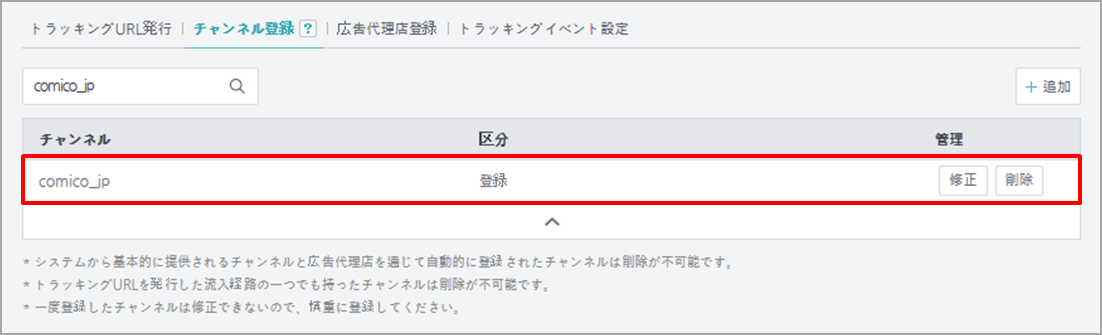 トラッキングURL発行 | チャンネル登録 ? | 広告代理店登録 | トラッキングイベント設定
comico_jp
+ 追加
チャンネル 区分 管理
comico_jp 登録 修正 削除
* システムから基本的に提供されるチャンネルと広告代理店を通じて自動的に登録されたチャンネルは削除が不可能です。
* トラッキングURLを発行した流入経路の一つでも持ったチャンネルは削除が不可能です。
* 一度登録したチャンネルは修正できないので、慎重に登録してください。